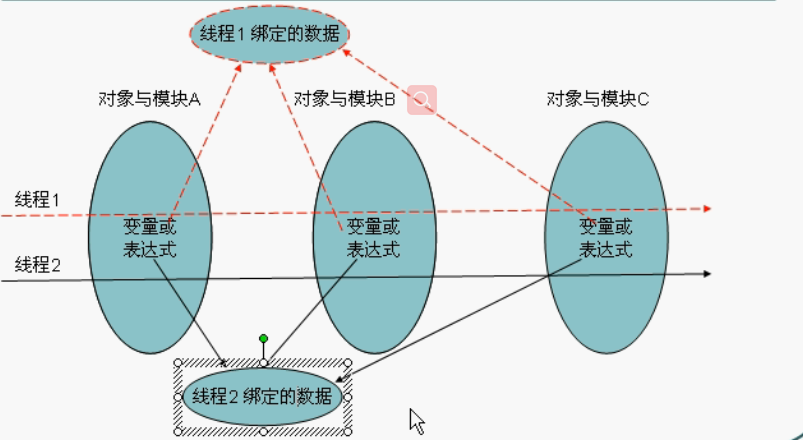 线程1 绑定的数据
对象与模块A
对象与模块B
对象与模块C
线程1
变量或
表达式
变量或
表达式
变量或
表达式
线程2
线程2 绑定的数据